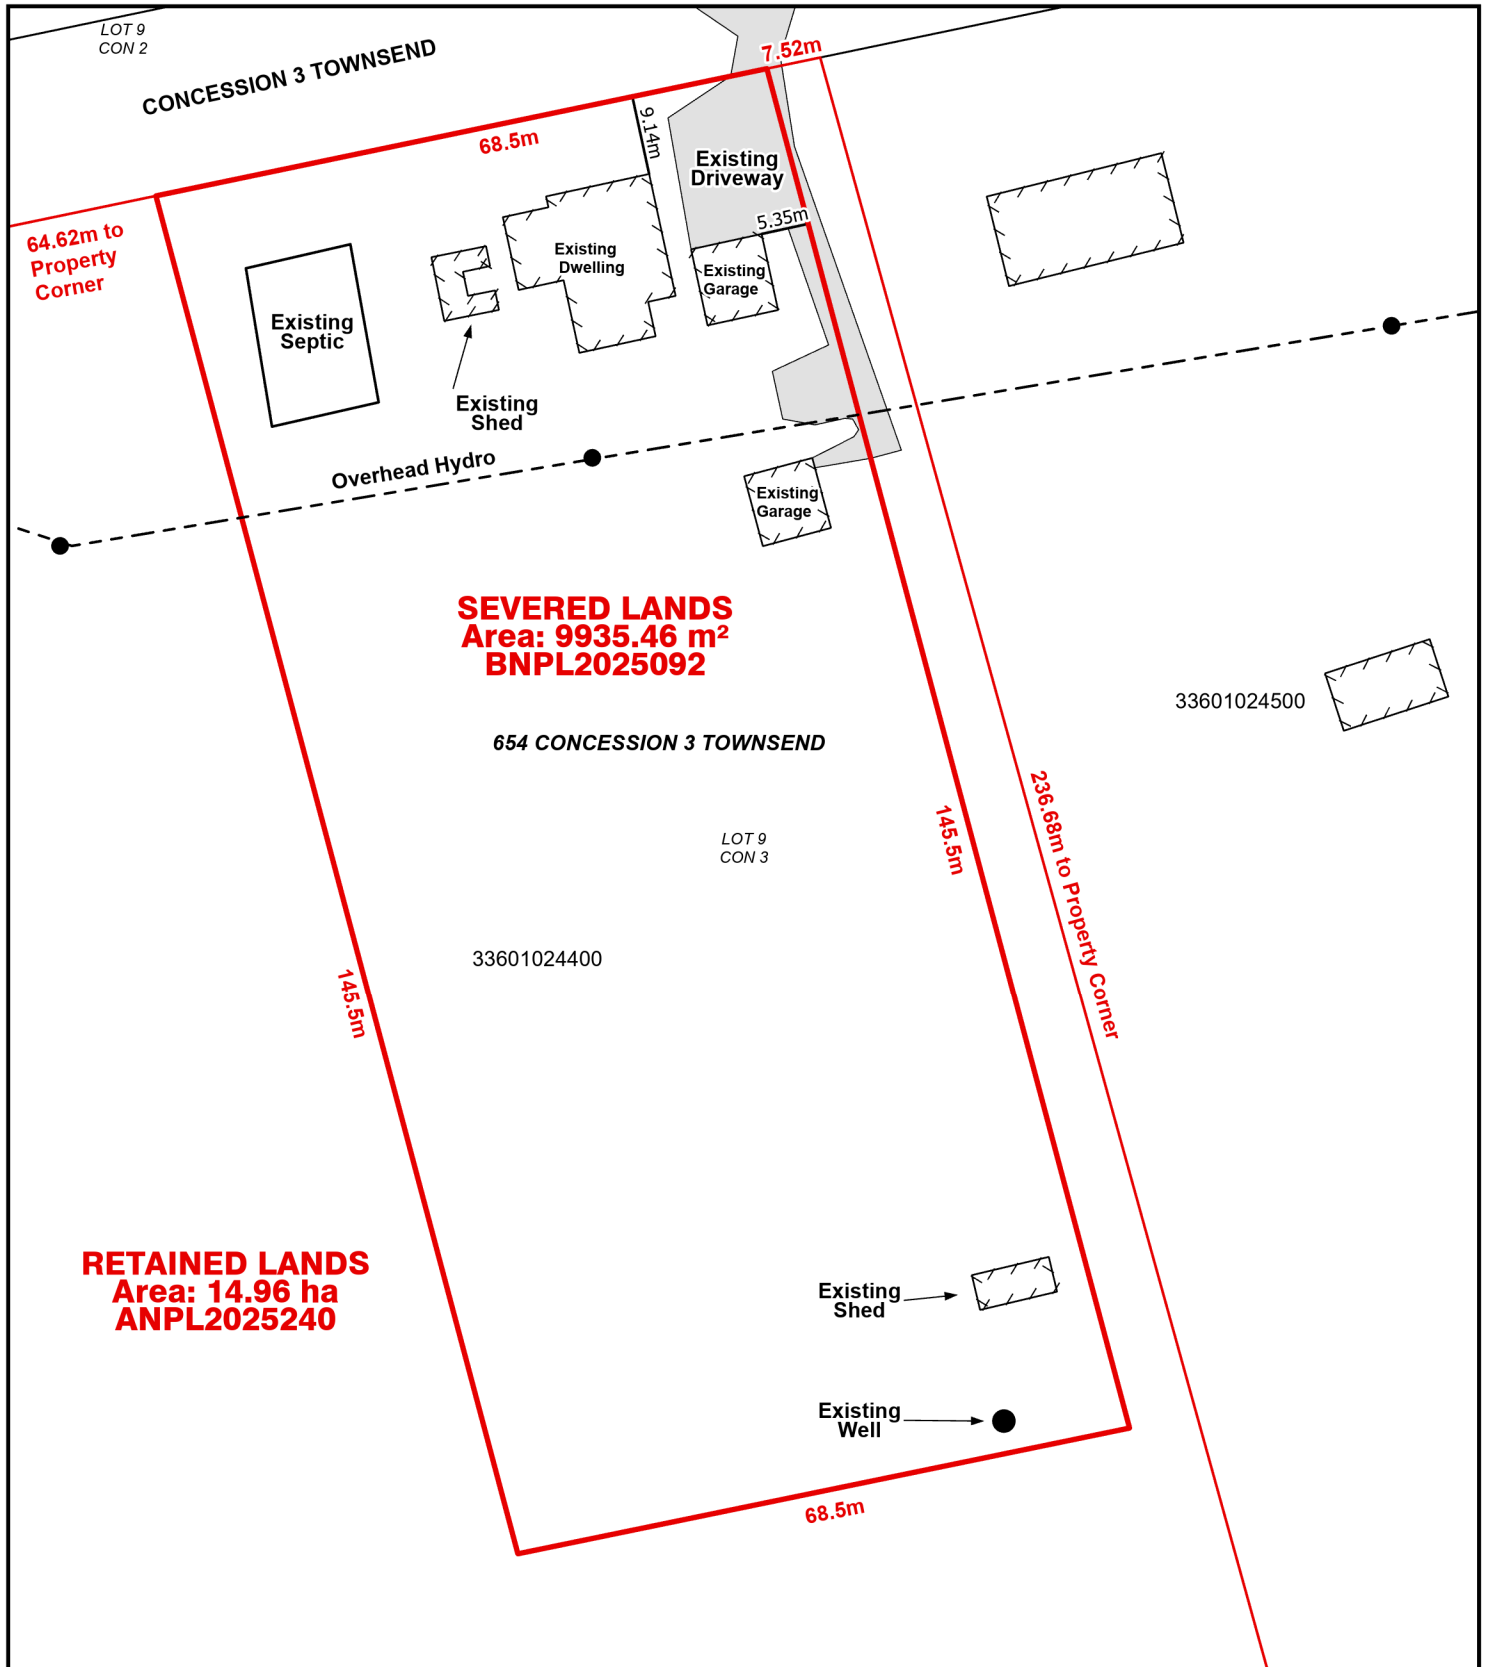 LOT 9
CON 2
CONCESSION 3 TOWNSEND
7.52m
68.5m
9.14m
Existing
Driveway
5.35m
64.62m to
Property
Corner
Existing
Septic
Existing
Dwelling
Existing
Garage
Existing
Shed
Overhead Hydro
Existing
Garage
SEVERED LANDS
Area: 9935.46 m²
BNPL2025092
33601024500
654 CONCESSION 3 TOWNSEND
LOT 9
CON 3
145.5m
236.68m to Property Corner
33601024400
145.5m
RETAINED LANDS
Area: 14.96 ha
ANPL2025240
Existing
Shed
Existing
Well
68.5m